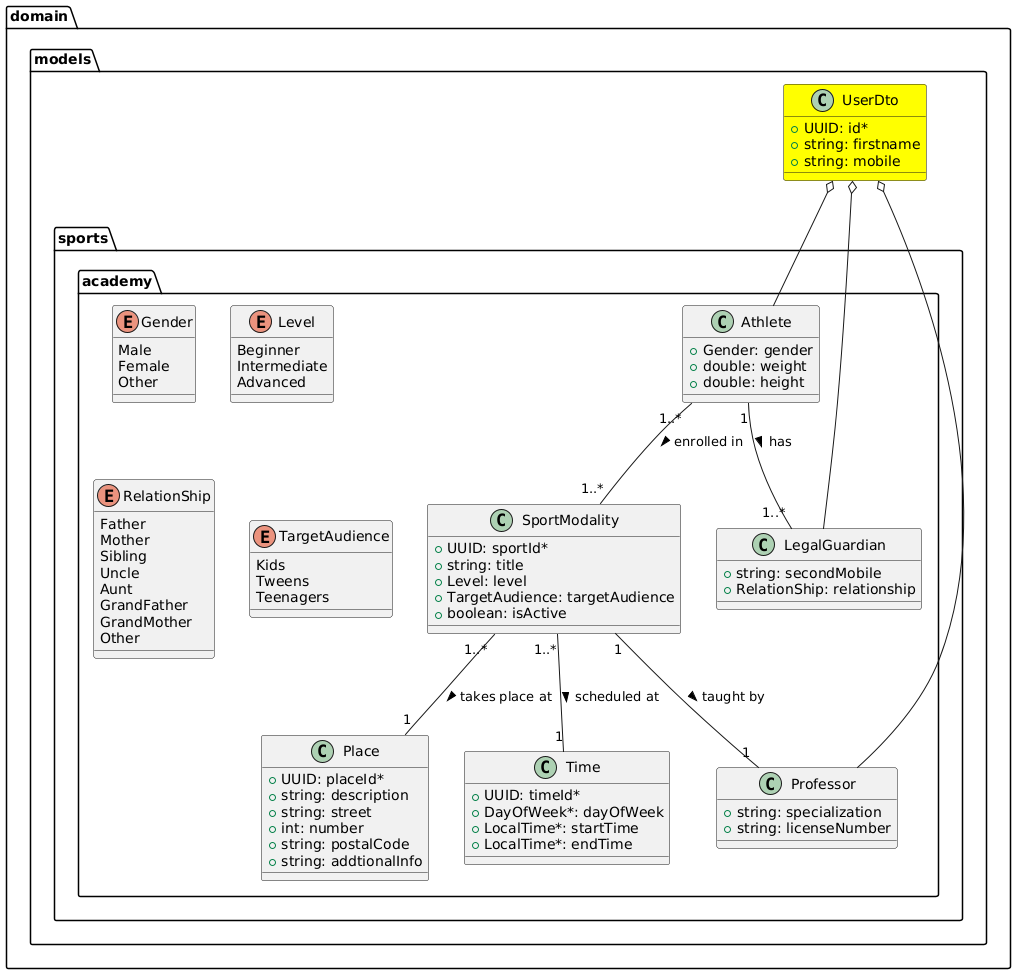 domain
models
C UserDto
UUID: id*
string: firstname
string: mobile
sports
academy
E Gender
Male
Female
Other
E Level
Beginner
Intermediate
Advanced
C Athlete
Gender: gender
double: weight
double: height
1..*
1
enrolled in
has
1..*
1..*
E RelationShip
Father
Mother
Sibling
Uncle
Aunt
GrandFather
GrandMother
Other
E TargetAudience
Kids
Tweens
Teenagers
C SportModality
UUID: sportId*
string: title
Level: level
TargetAudience: targetAudience
boolean: isActive
C LegalGuardian
string: secondMobile
RelationShip: relationship
1..*
1..*
1
takes place at
scheduled at
taught by
1
1
1
C Place
UUID: placeId*
string: description
string: street
int: number
string: postalCode
string: addtionalInfo
C Time
UUID: timeId*
DayOfWeek*: dayOfWeek
LocalTime*: startTime
LocalTime*: endTime
C Professor
string: specialization
string: licenseNumber